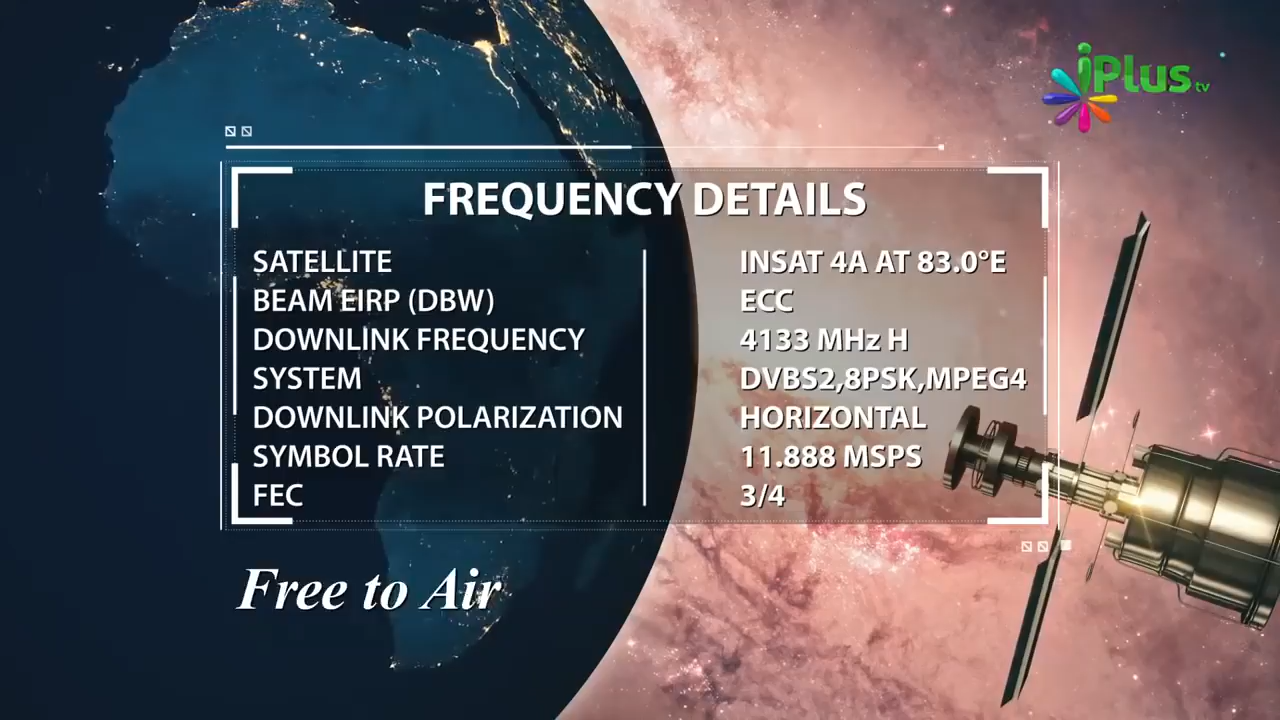 iPlus tv
FREQUENCY DETAILS
SATELLITE INSAT 4A AT 83.0°E
BEAM EIRP (DBW) ECC
DOWNLINK FREQUENCY 4133 MHz H
SYSTEM DVBS2,8PSK,MPEG4
DOWNLINK POLARIZATION HORIZONTAL
SYMBOL RATE 11.888 MSPS
FEC 3/4
Free to Air